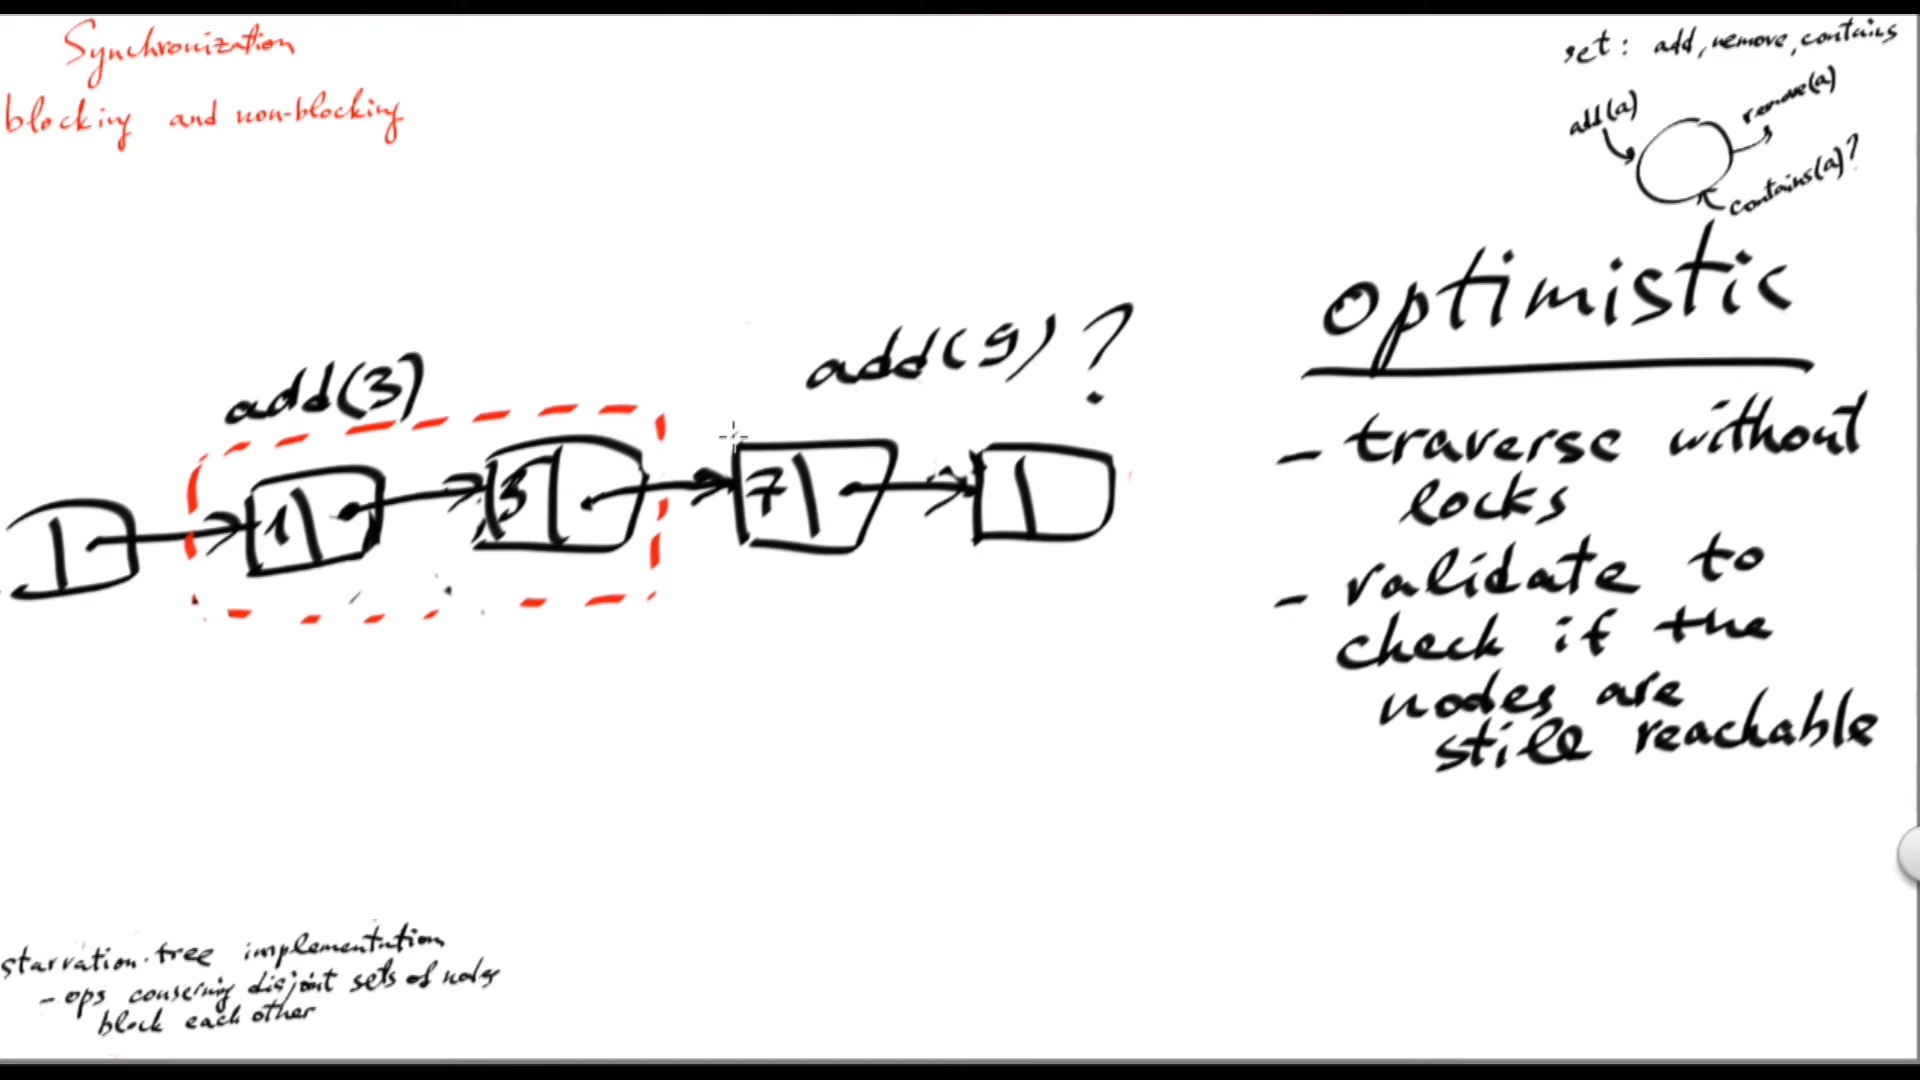 Synchronization
blocking and non-blocking
set: add, remove, contains
add(a)
remove(a)
contains(a)?
optimistic
- traverse without
locks
- validate to
check if the
nodes are
still reachable
add(3)
add(9)?
1
3
7
starvation-free implementation
- ops conserning disjoint sets of nodes
block each other